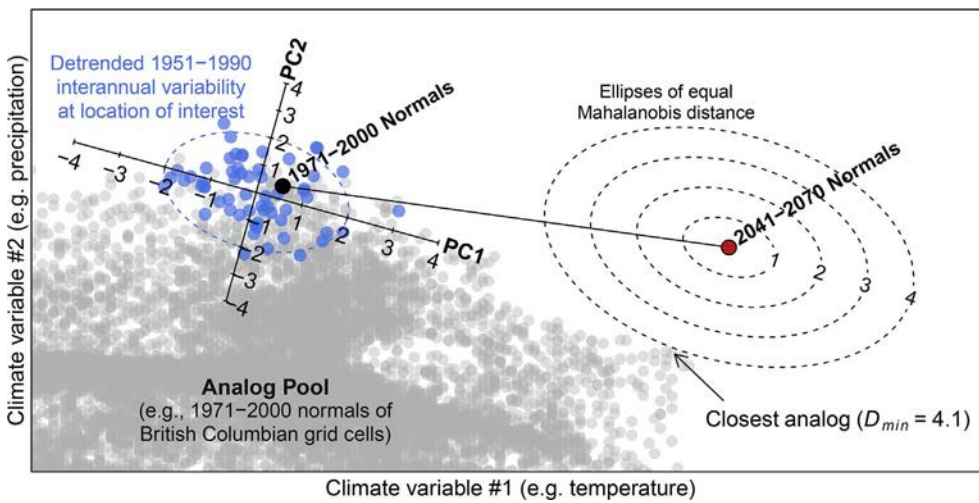 Climate variable #2 (e.g. precipitation)
Detrended 1951−1990
interannual variability
at location of interest
PC2
4
3
2
1
−1
−2
−3
−4
−4
−3
−2
−1
1
2
3
4
PC1
1971−2000 Normals
Ellipses of equal
Mahalanobis distance
2041−2070 Normals
1
2
3
4
Analog Pool
(e.g., 1971−2000 normals of
British Columbian grid cells)
Closest analog (Dmin = 4.1)
Climate variable #1 (e.g. temperature)